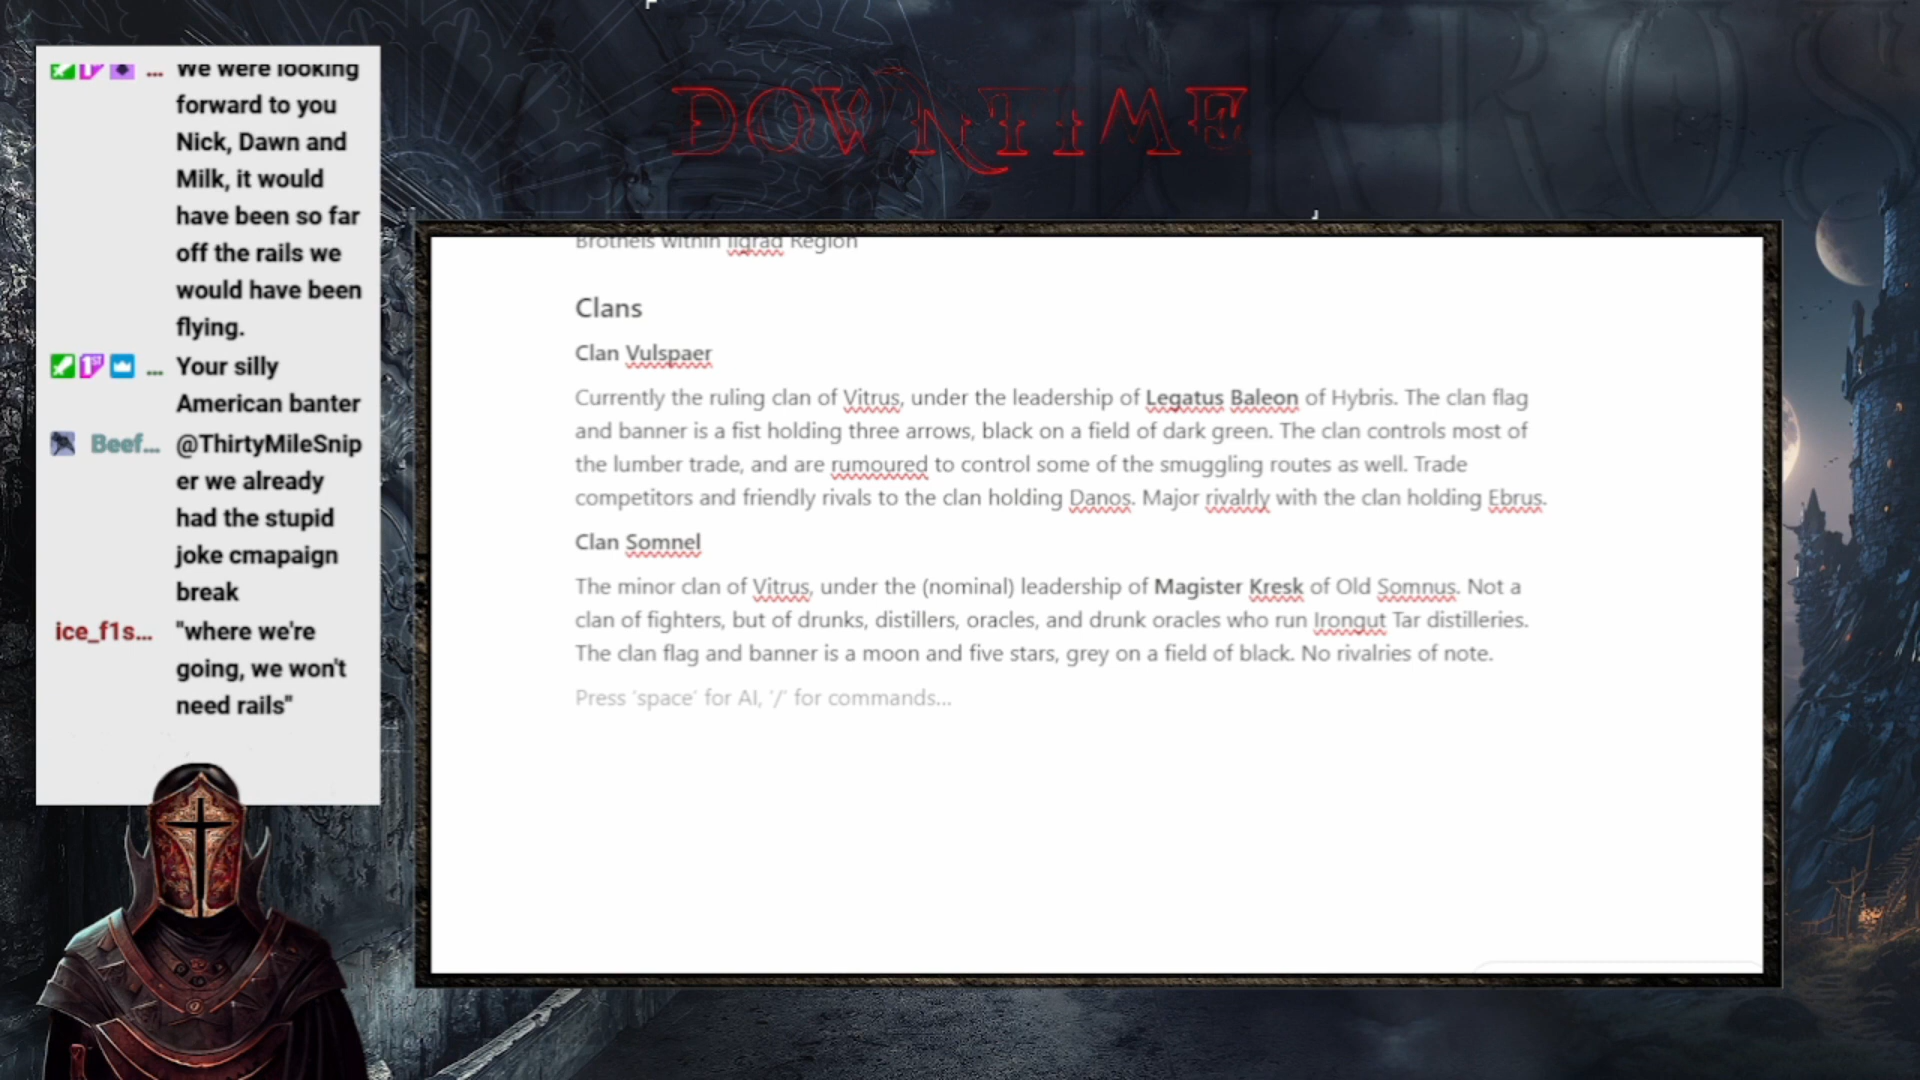 We were looking
forward to you
Nick, Dawn and
Milk, it would
have been so far
off the rails we
would have been
flying.
... Your silly
American banter
Beef... @ThirtyMileSnip
er we already
had the stupid
joke cmapaign
break
ice_f1s... "where we're
going, we won't
need rails"
DOWNTIME
Brothels within Ilgrad Region
Clans
Clan Vulspaer
Currently the ruling clan of Vitrus, under the leadership of Legatus Baleon of Hybris. The clan flag
and banner is a fist holding three arrows, black on a field of dark green. The clan controls most of
the lumber trade, and are rumoured to control some of the smuggling routes as well. Trade
competitors and friendly rivals to the clan holding Danos. Major rivalrly with the clan holding Ebrus.
Clan Somnel
The minor clan of Vitrus, under the (nominal) leadership of Magister Kresk of Old Somnus. Not a
clan of fighters, but of drunks, distillers, oracles, and drunk oracles who run Irongut Tar distilleries.
The clan flag and banner is a moon and five stars, grey on a field of black. No rivalries of note.
Press 'space' for AI, '/' for commands...